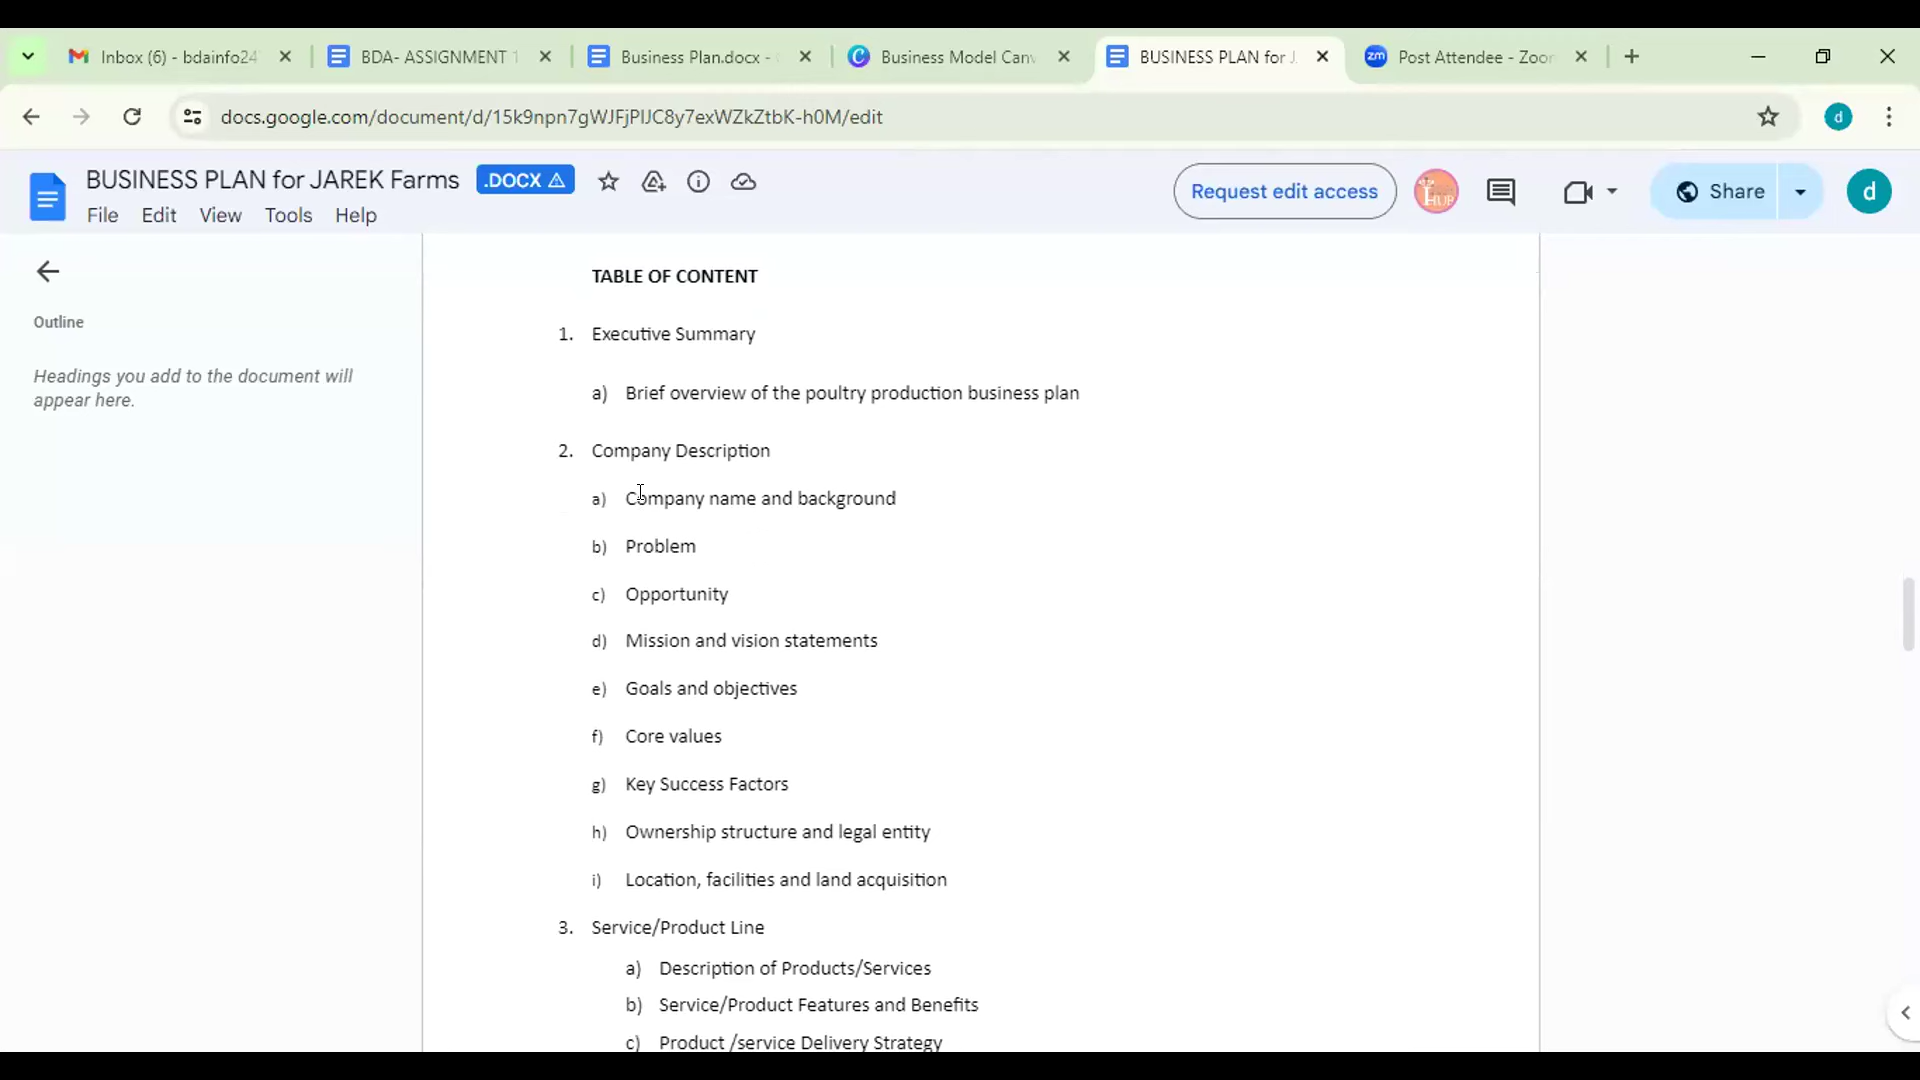 Inbox (6) - bdainfo24
BDA- ASSIGNMENT 1
Business Plan.docx -
Business Model Canv
BUSINESS PLAN for J
Post Attendee - Zoom
docs.google.com/document/d/15k9npn7gWJFjPIJC8y7exWZkZtbK-h0M/edit
d
BUSINESS PLAN for JAREK Farms
.DOCX
Request edit access
HUB
Share
d
File Edit View Tools Help
Outline
Headings you add to the document will
appear here.
TABLE OF CONTENT
1. Executive Summary
a) Brief overview of the poultry production business plan
2. Company Description
a) Company name and background
b) Problem
c) Opportunity
d) Mission and vision statements
e) Goals and objectives
f) Core values
g) Key Success Factors
h) Ownership structure and legal entity
i) Location, facilities and land acquisition
3. Service/Product Line
a) Description of Products/Services
b) Service/Product Features and Benefits
c) Product /service Delivery Strategy